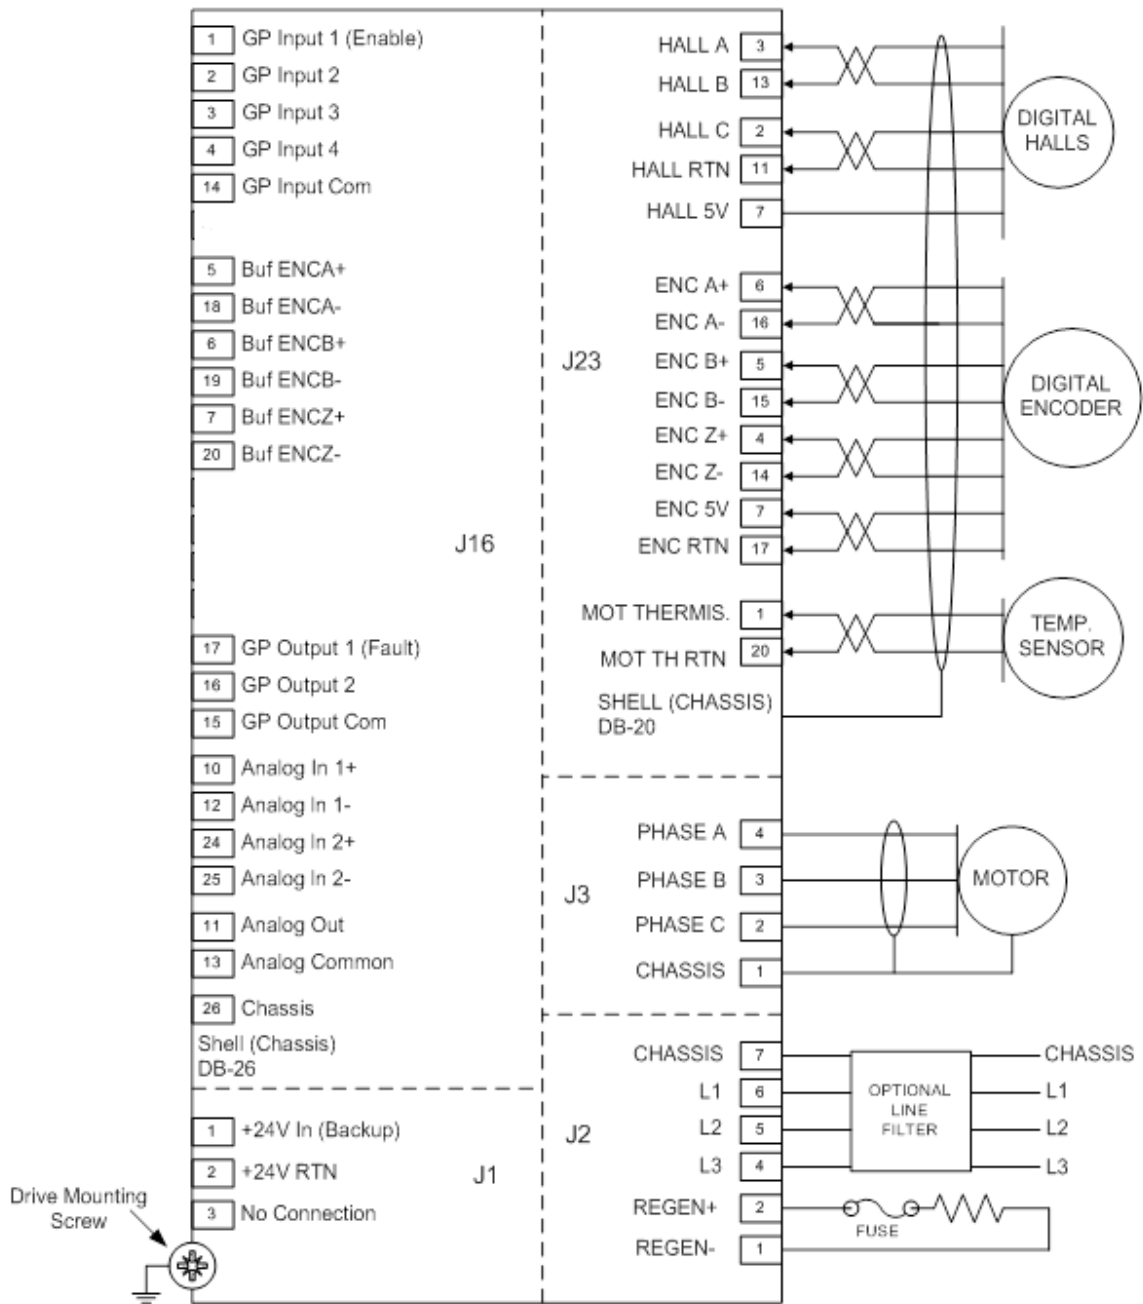 1 GP Input 1 (Enable)
2 GP Input 2
3 GP Input 3
4 GP Input 4
14 GP Input Com
5 Buf ENCA+
18 Buf ENCA-
6 Buf ENCB+
19 Buf ENCB-
7 Buf ENCZ+
20 Buf ENCZ-
J16
17 GP Output 1 (Fault)
16 GP Output 2
15 GP Output Com
10 Analog In 1+
12 Analog In 1-
24 Analog In 2+
25 Analog In 2-
11 Analog Out
13 Analog Common
26 Chassis
Shell (Chassis)
DB-26
1 +24V In (Backup)
2 +24V RTN
3 No Connection
J1
Drive Mounting
Screw
HALL A 3
HALL B 13
HALL C 2
HALL RTN 11
HALL 5V 7
DIGITAL
HALLS
J23
ENC A+ 6
ENC A- 16
ENC B+ 5
ENC B- 15
ENC Z+ 4
ENC Z- 14
ENC 5V 7
ENC RTN 17
DIGITAL
ENCODER
MOT THERMIS. 1
MOT TH RTN 20
TEMP.
SENSOR
SHELL (CHASSIS)
DB-20
PHASE A 4
PHASE B 3
PHASE C 2
CHASSIS 1
J3
MOTOR
CHASSIS 7
L1 6
L2 5
L3 4
J2
OPTIONAL
LINE
FILTER
CHASSIS
L1
L2
L3
REGEN+ 2
REGEN- 1
FUSE